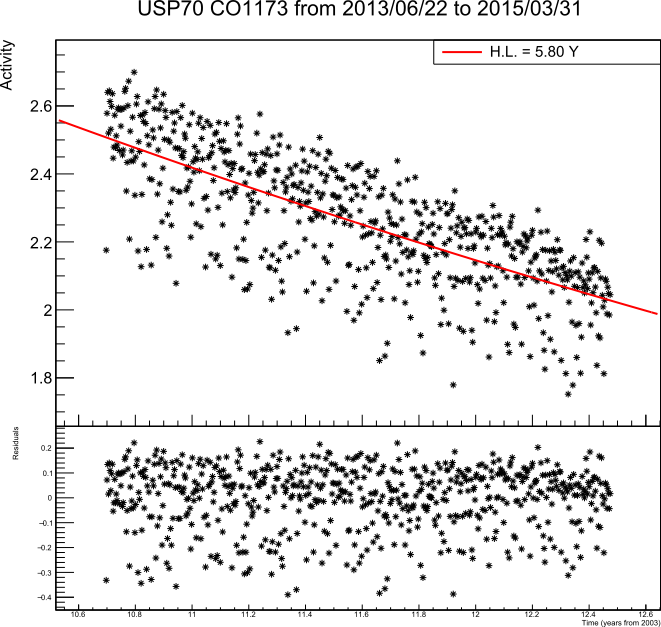 USP70 CO1173 from 2013/06/22 to 2015/03/31
Activity
H.L. = 5.80 Y
2.6
2.4
2.2
2
1.8
Residuals
0.2
0.1
0
-0.1
-0.2
-0.3
-0.4
10.6 10.8 11 11.2 11.4 11.6 11.8 12 12.2 12.4 12.6
Time (years from 2003)